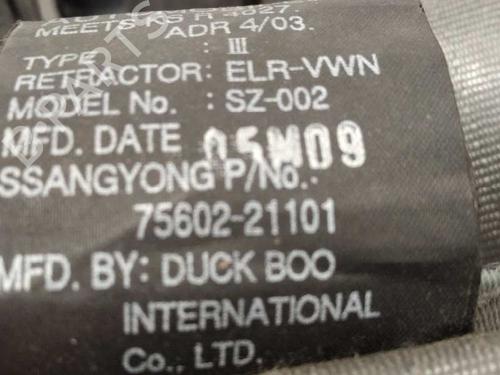 MEETS KS R 4027.
ADR 4/03.
TYPE : III
RETRACTOR: ELR-VWN
MODEL No. : SZ-002
MFD. DATE 05M09
SSANGYONG P/No.:
75602-21101
MFD. BY: DUCK BOO
INTERNATIONAL
Co., LTD.